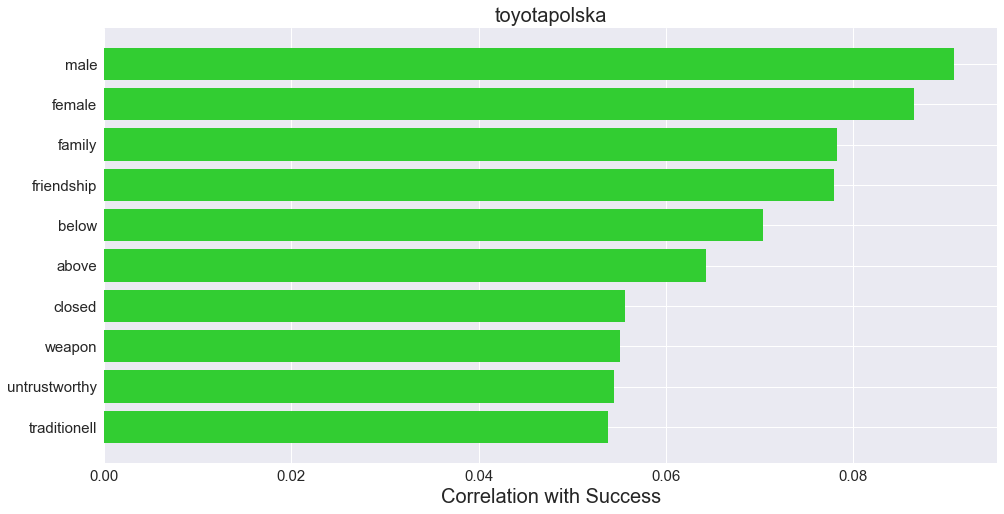 toyotapolska
male
female
family
friendship
below
above
closed
weapon
untrustworthy
traditionell
0.00 0.02 0.04 0.06 0.08
Correlation with Success